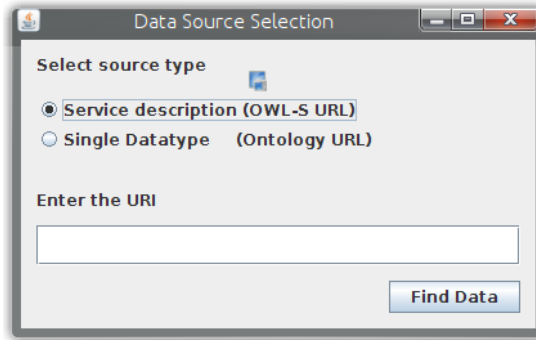 Data Source Selection
Select source type
Service description (OWL-S URL)
Single Datatype (Ontology URL)
Enter the URI
Find Data